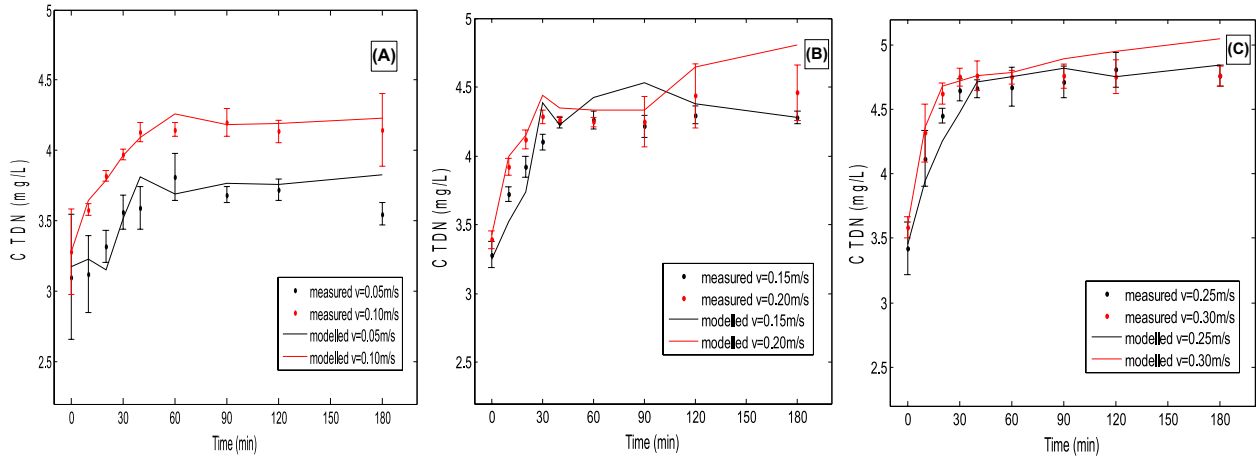 (A)
5
4.5
4
3.5
3
2.5
CTDN (mg/L)
measured v=0.05m/s
measured v=0.10m/s
modelled v=0.05m/s
modelled v=0.10m/s
0 30 60 90 120 150 180
Time (min)
(B)
5
4.5
4
3.5
3
2.5
CTDN (mg/L)
measured v=0.15m/s
measured v=0.20m/s
modelled v=0.15m/s
modelled v=0.20m/s
0 30 60 90 120 150 180
Time (min)
(C)
5
4.5
4
3.5
3
2.5
CTDN (mg/L)
measured v=0.25m/s
measured v=0.30m/s
modelled v=0.25m/s
modelled v=0.30m/s
0 30 60 90 120 150 180
Time (min)